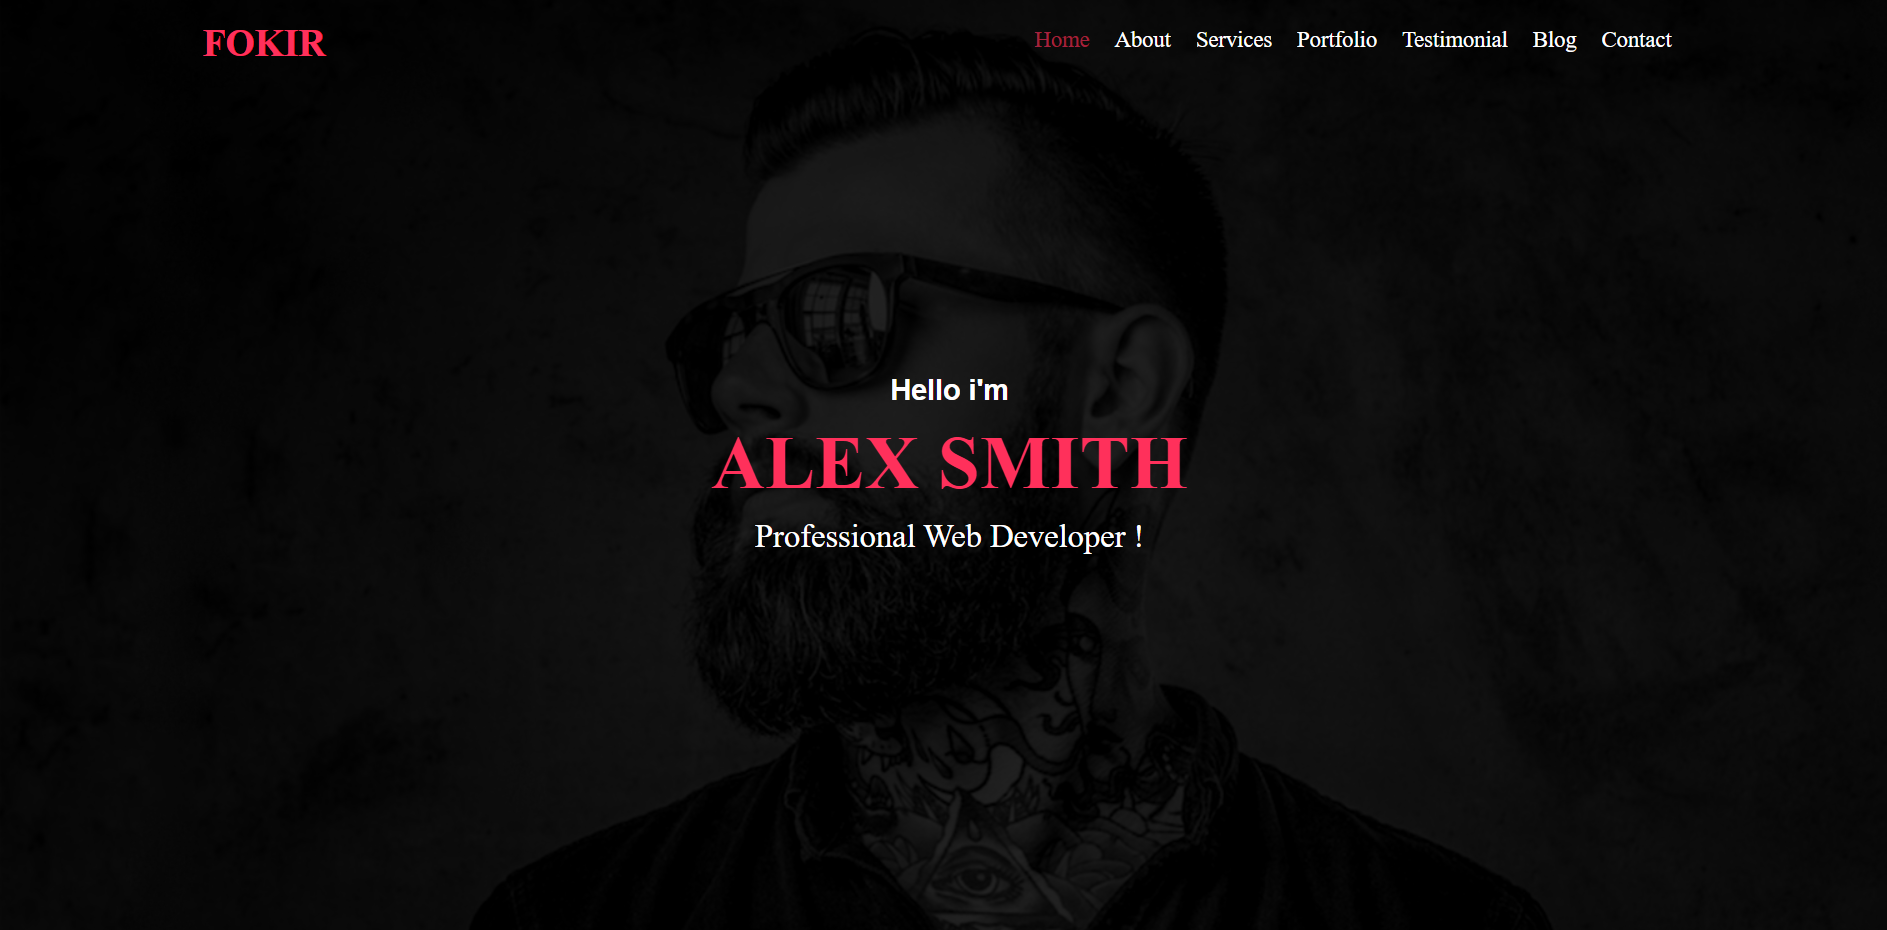 FOKIR
Home About Services Portfolio Testimonial Blog Contact
Hello i'm
ALEX SMITH
Professional Web Developer !